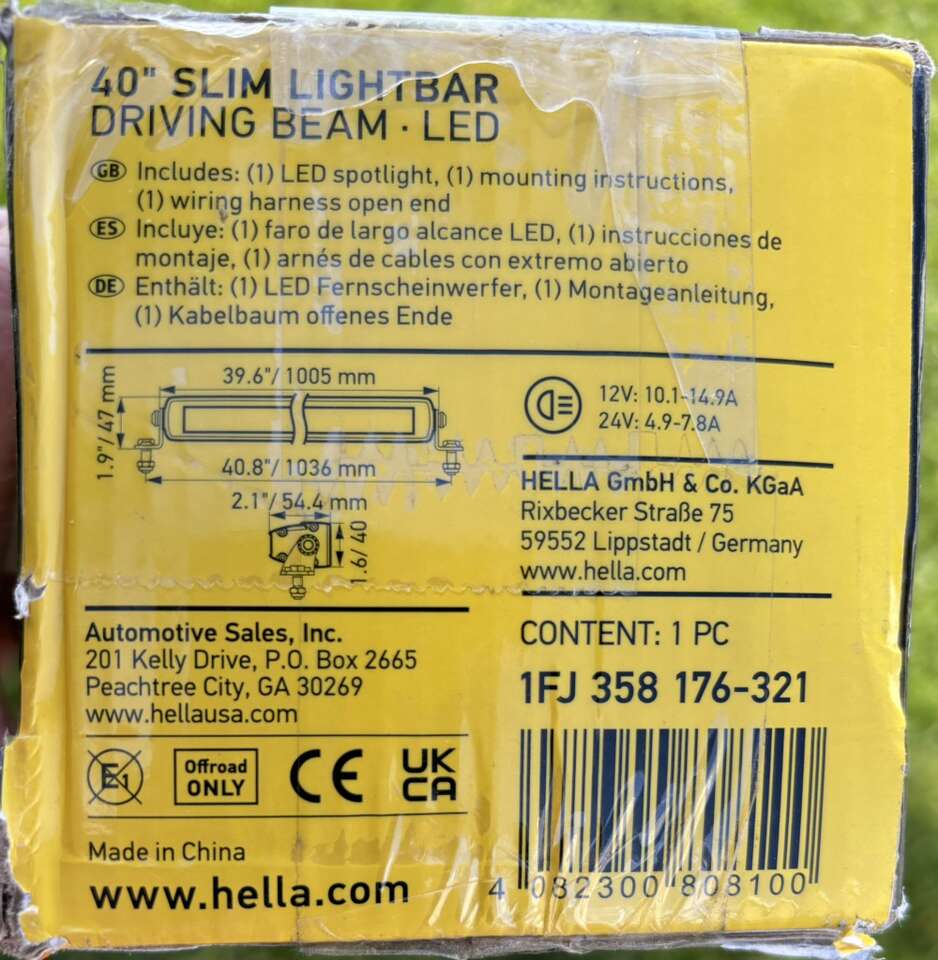 40" SLIM LIGHTBAR
DRIVING BEAM · LED
GB Includes: (1) LED spotlight, (1) mounting instructions,
(1) wiring harness open end
ES Incluye: (1) faro de largo alcance LED, (1) instrucciones de
montaje, (1) arnés de cables con extremo abierto
DE Enthält: (1) LED Fernscheinwerfer, (1) Montageanleitung,
(1) Kabelbaum offenes Ende
39.6"/1005 mm
1.9"/47 mm
40.8"/1036 mm
2.1"/54.4 mm
1.6/40
12V: 10.1-14.9A
24V: 4.9-7.8A
HELLA GmbH & Co. KGaA
Rixbecker Straße 75
59552 Lippstadt / Germany
www.hella.com
Automotive Sales, Inc.
201 Kelly Drive, P.O. Box 2665
Peachtree City, GA 30269
www.hellausa.com
E1
Offroad
ONLY
CE
UK
CA
Made in China
www.hella.com
CONTENT: 1 PC
1FJ 358 176-321
4 082300 808100